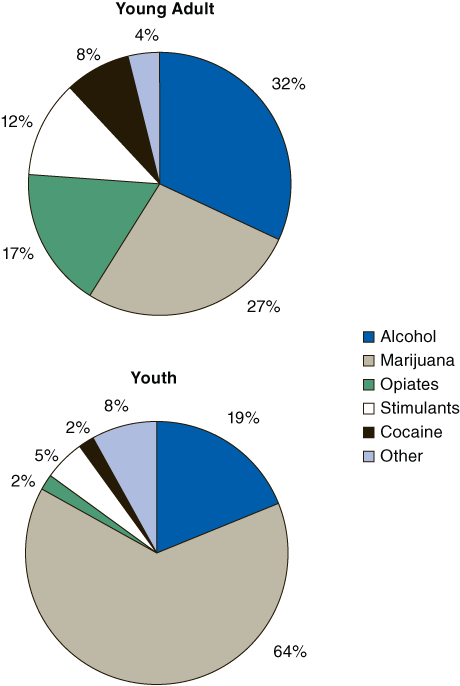 Young Adult
4%
8%
32%
12%
17%
27%
Alcohol
Marijuana
Opiates
Stimulants
Cocaine
Other
Youth
8%
2%
19%
5%
2%
64%